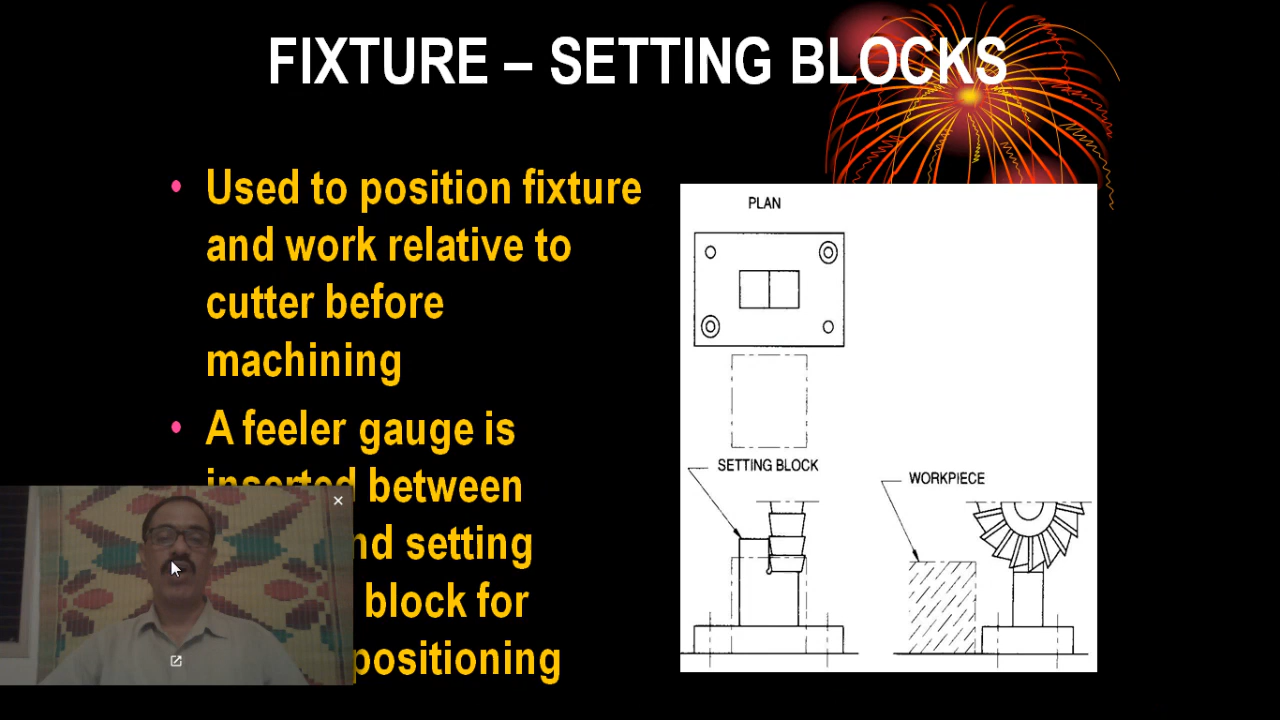 FIXTURE – SETTING BLOCKS
• Used to position fixture
and work relative to
cutter before
machining
• A feeler gauge is
inserted between
nd setting
block for
positioning
PLAN
SETTING BLOCK
WORKPIECE